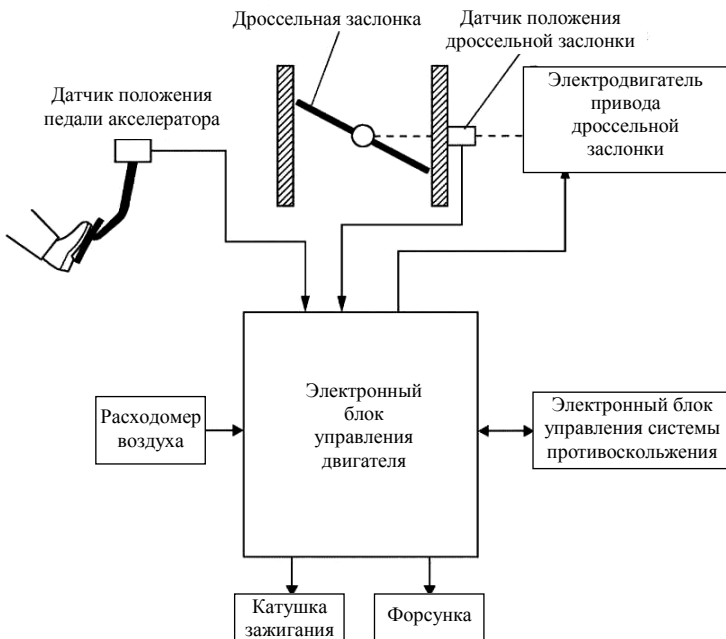 Дроссельная заслонка
Датчик положения
дроссельной заслонки
Датчик положения
педали акселератора
Электродвигатель
привода
дроссельной
заслонки
Электронный
блок
управления
двигателя
Расходомер
воздуха
Электронный блок
управления системы
противоскольжения
Катушка
зажигания
Форсунка